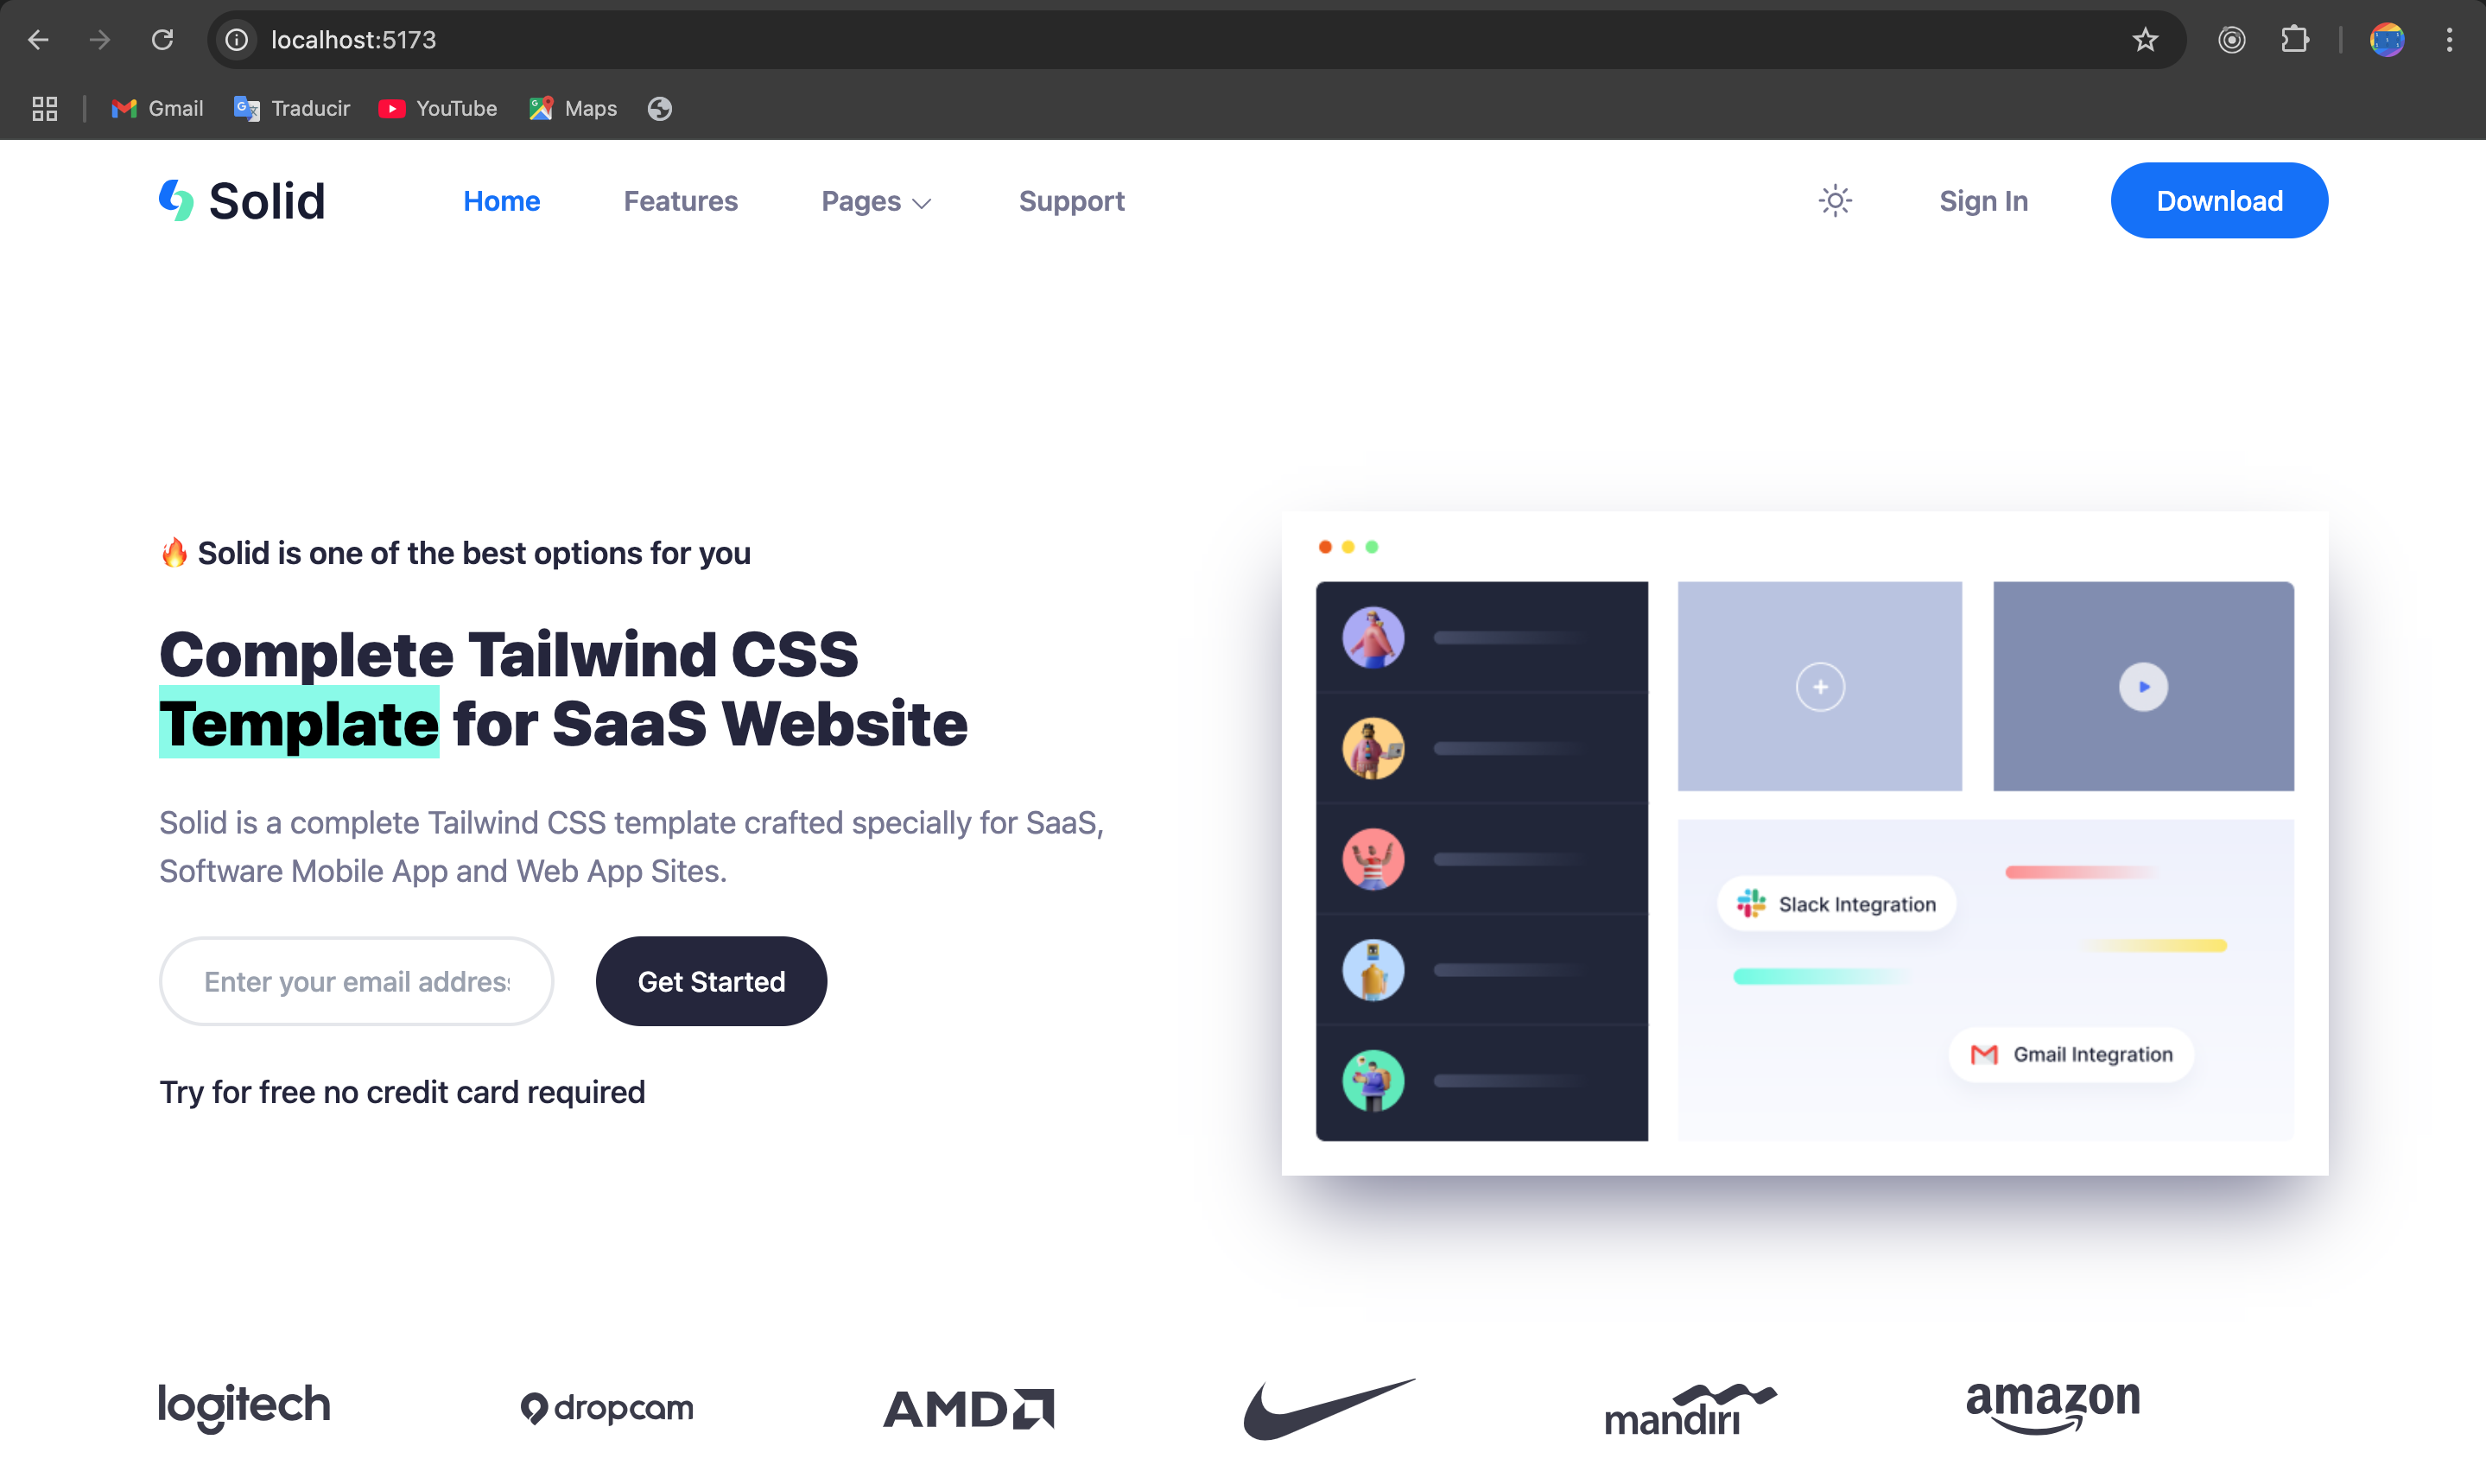 localhost:5173
Gmail
Traducir
YouTube
Maps
Solid
Home
Features
Pages
Support
Sign In
Download
🔥 Solid is one of the best options for you
Complete Tailwind CSS
Template for SaaS Website
Solid is a complete Tailwind CSS template crafted specially for SaaS,
Software Mobile App and Web App Sites.
Enter your email addres
Get Started
Try for free no credit card required
Slack Integration
Gmail Integration
logitech
dropcam
AMD
mandiri
amazon